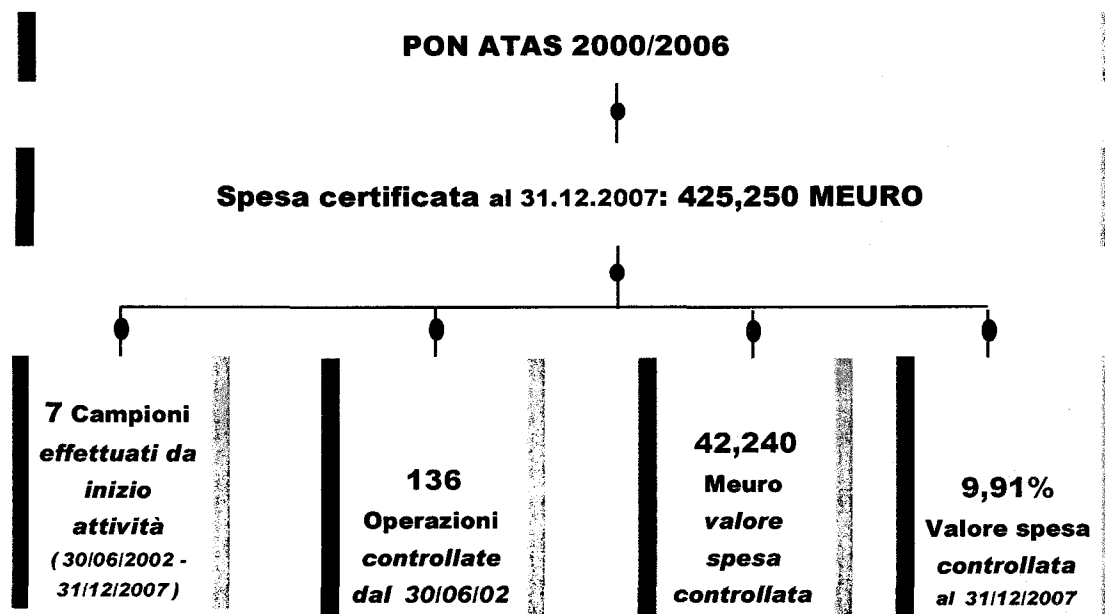 PON ATAS 2000/2006
Spesa certificata al 31.12.2007: 425,250 MEURO
7 Campioni
effettuati da
inizio
attività
(30/06/2002 -
31/12/2007)
136
Operazioni
controllate
dal 30/06/02
42,240
Meuro
valore
spesa
controllata
9,91%
Valore spesa
controllata
al 31/12/2007